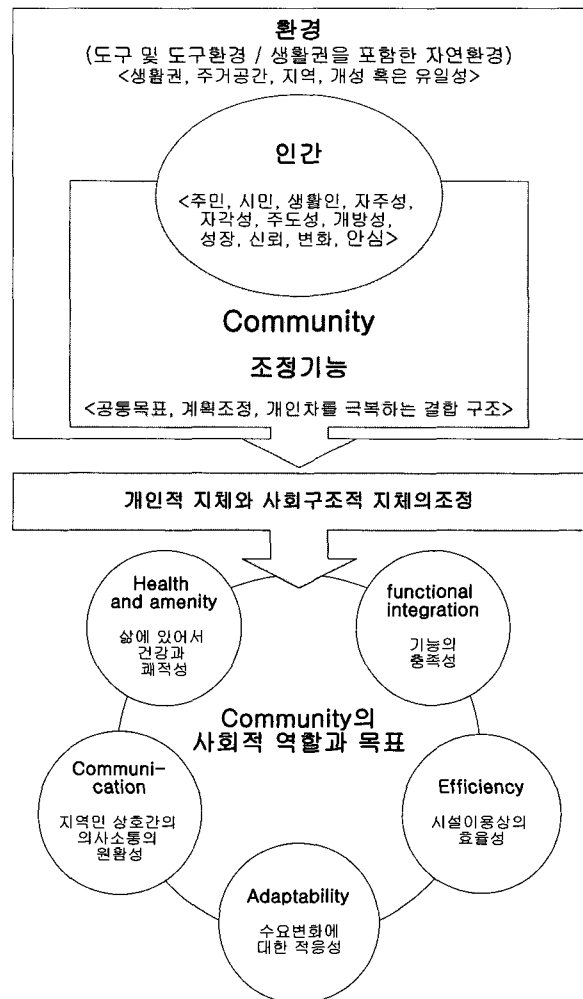 환경
(도구 및 도구환경 / 생활권을 포함한 자연환경)
<생활권, 주거공간, 지역, 개성 혹은 유일성>
인간
<주민, 시민, 생활인, 자주성,
자각성, 주도성, 개방성,
성장, 신뢰, 변화, 안심>
Community
조정기능
<공통목표, 계획조정, 개인차를 극복하는 결합 구조>
개인적 지체와 사회구조적 지체의조정
Health
and amenity
삶에 있어서
건강과
쾌적성
functional
integration
기능의
충족성
Community의
사회적 역할과 목표
Communi-
cation
지역민 상호간의
의사소통의
원활성
Efficiency
시설이용상의
효율성
Adaptability
수요변화에
대한 적응성